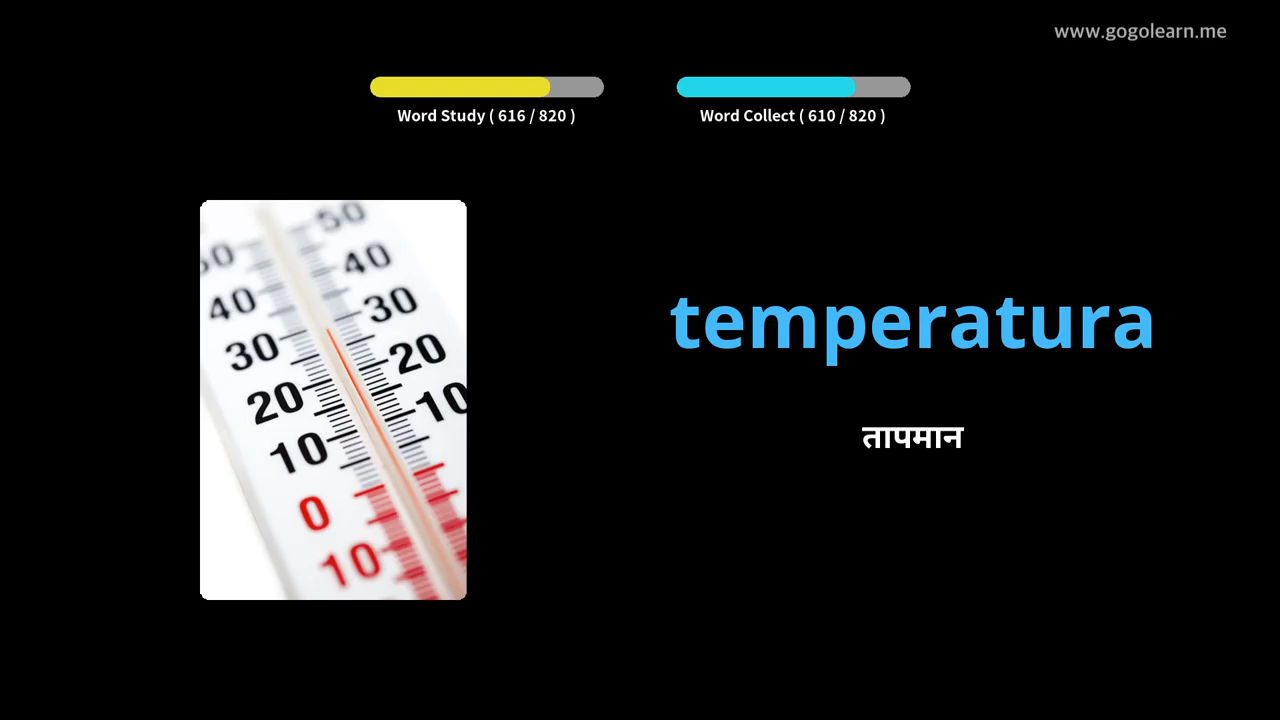 www.gogolearn.me
Word Study ( 616 / 820 )
Word Collect ( 610 / 820 )
50
40 40
30 30
20 20
10 10
0
10
temperatura
तापमान